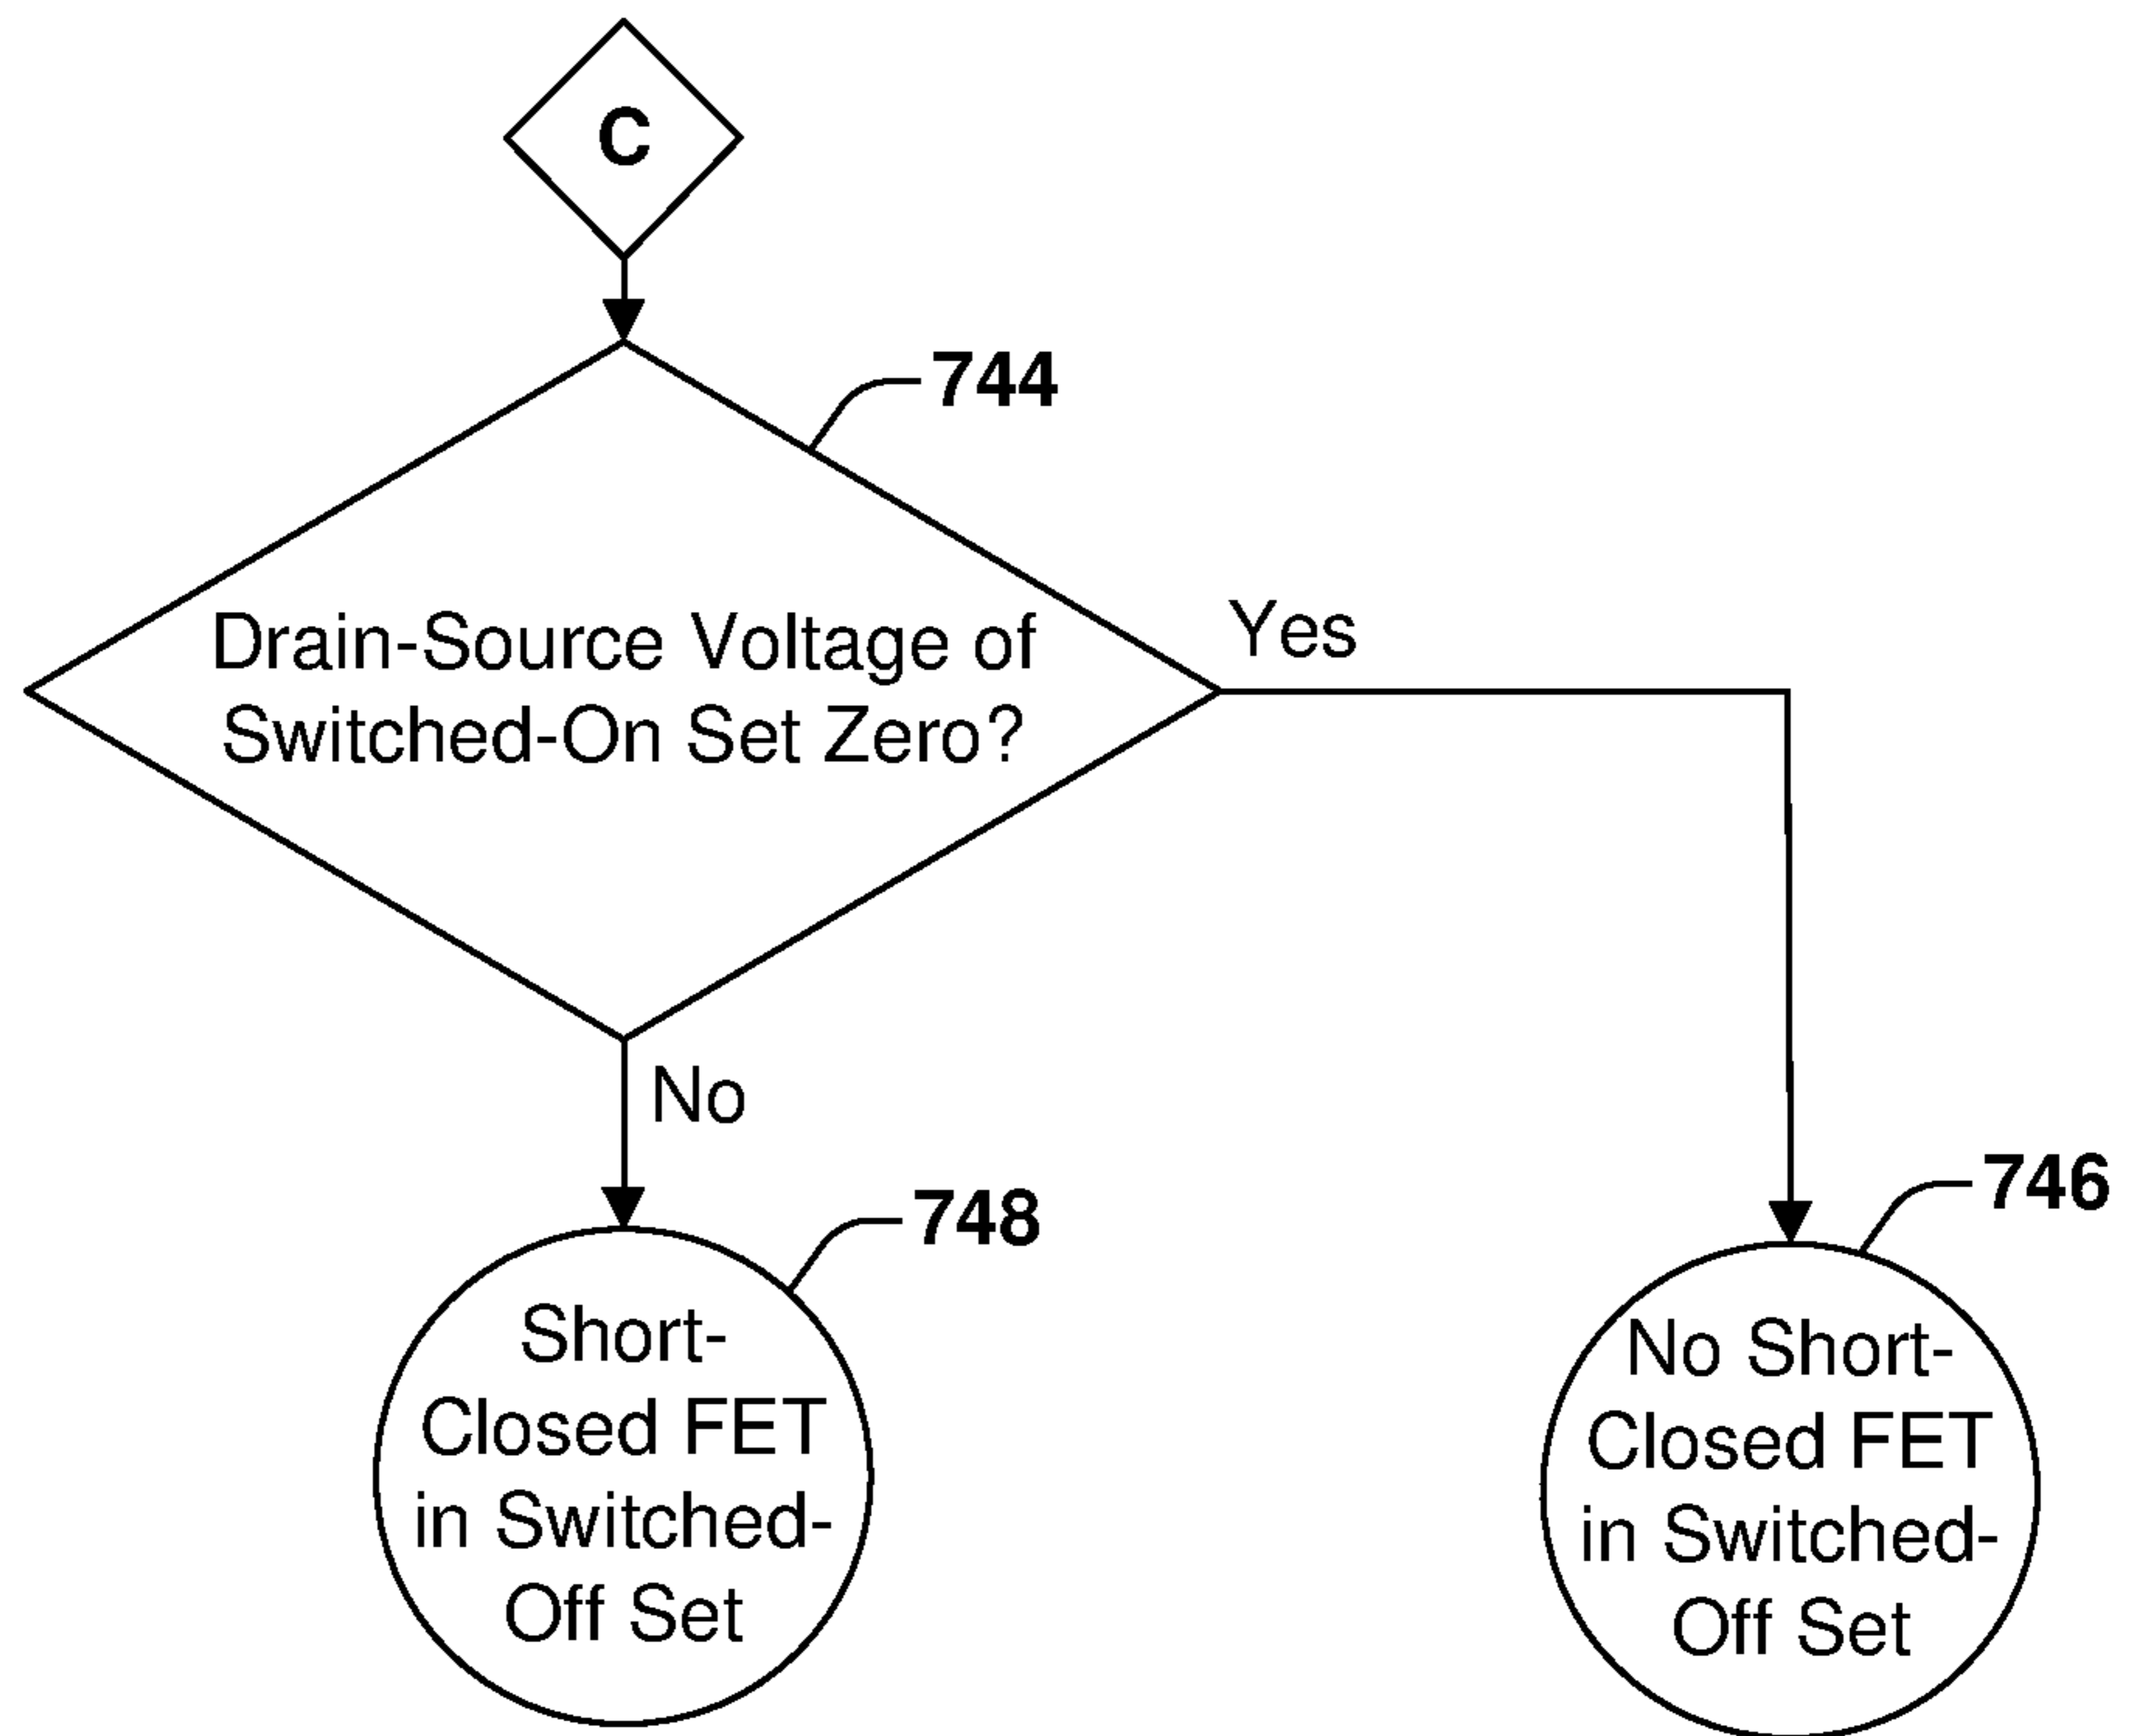 C
744
Drain-Source Voltage of
Switched-On Set Zero?
Yes
No
748
Short-
Closed FET
in Switched-
Off Set
746
No Short-
Closed FET
in Switched-
Off Set